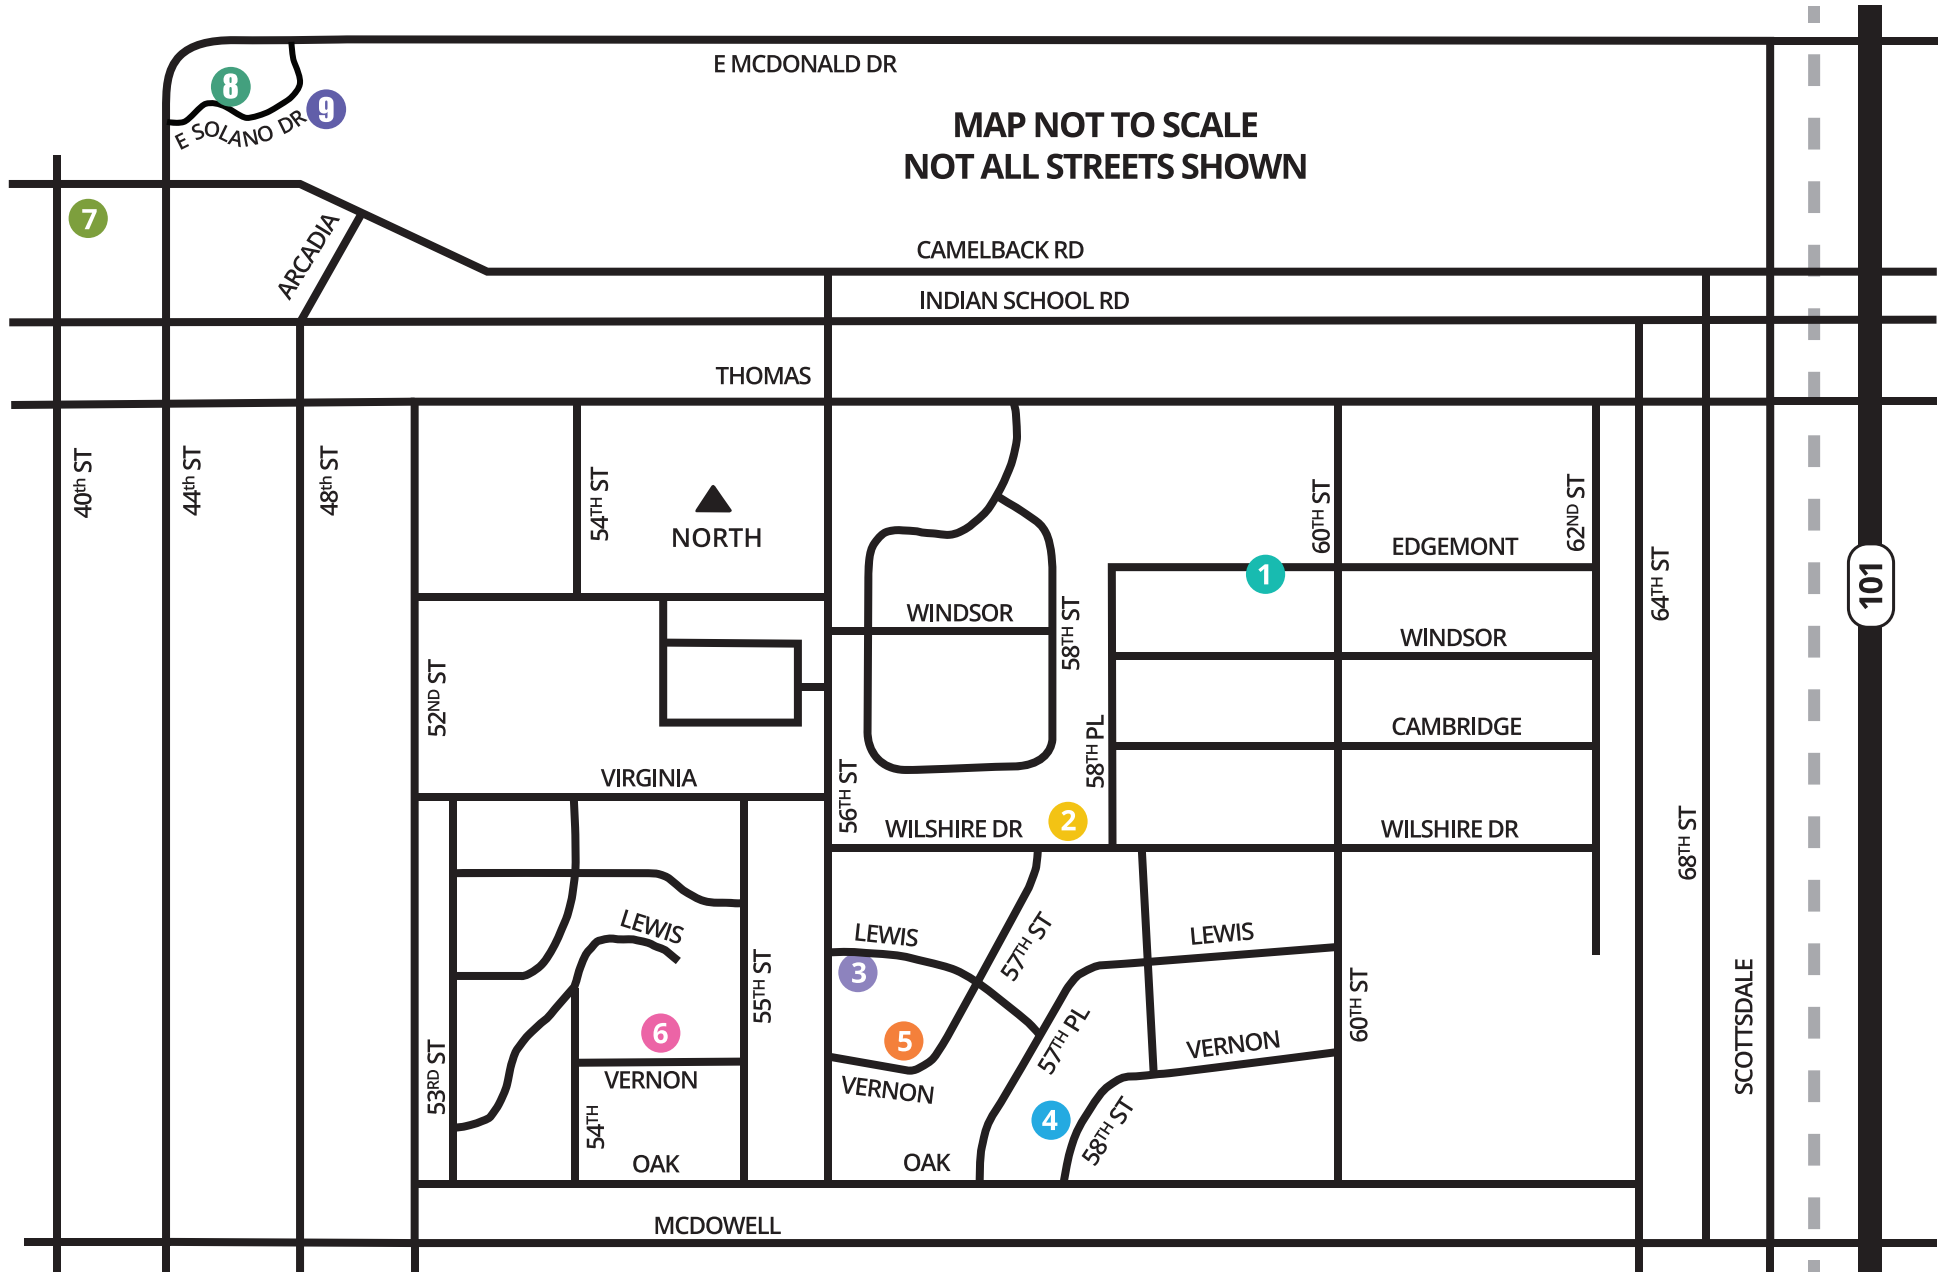 E MCDONALD DR
8
9
E SOLANO DR
MAP NOT TO SCALE
NOT ALL STREETS SHOWN
7
ARCADIA
CAMELBACK RD
INDIAN SCHOOL RD
THOMAS
40th ST
44th ST
48th ST
54TH ST
NORTH
60TH ST
62ND ST
EDGEMONT
1
64TH ST
101
WINDSOR
58TH ST
WINDSOR
52ND ST
58TH PL
CAMBRIDGE
VIRGINIA
56TH ST
WILSHIRE DR
2
WILSHIRE DR
68TH ST
LEWIS
LEWIS
57TH ST
LEWIS
3
55TH ST
60TH ST
SCOTTSDALE
6
5
57TH PL
VERNON
53RD ST
VERNON
VERNON
4
58TH ST
54TH
OAK
OAK
MCDOWELL